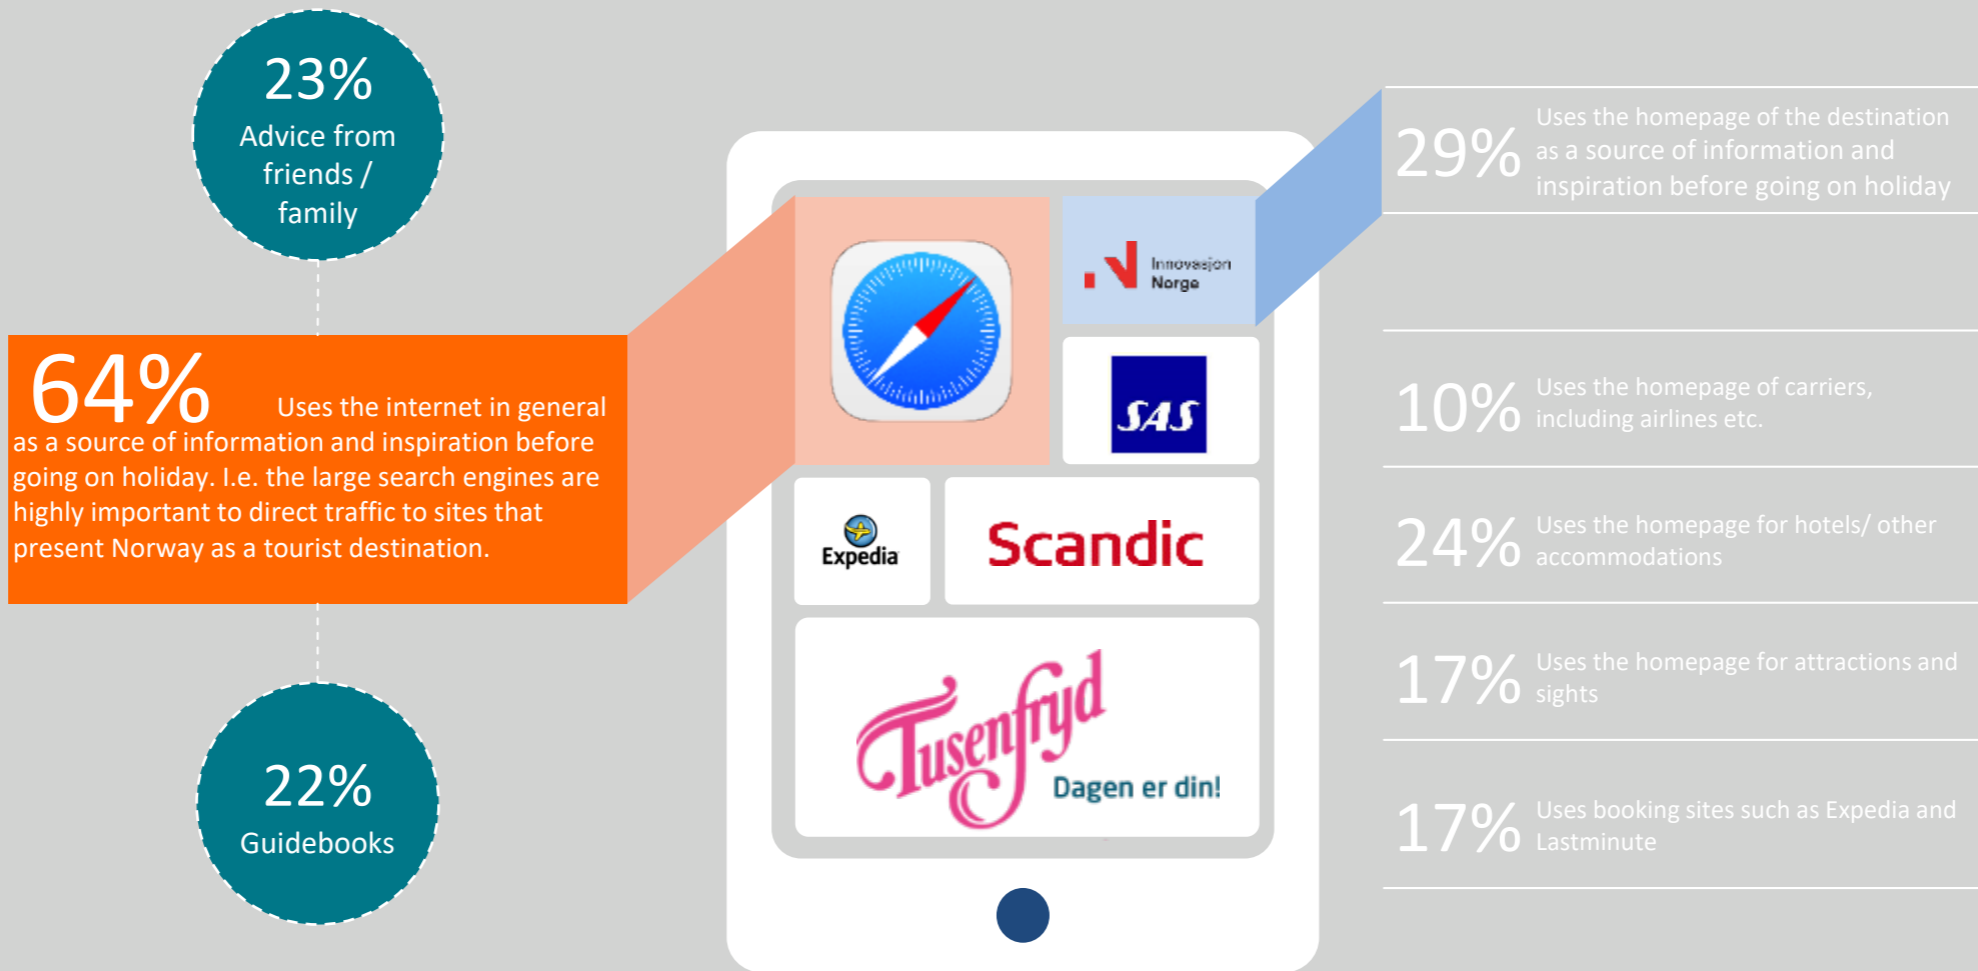 23%
Advice from
friends /
family
64% Uses the internet in general
as a source of information and inspiration before
going on holiday. I.e. the large search engines are
highly important to direct traffic to sites that
present Norway as a tourist destination.
22%
Guidebooks
Innovasjon
Norge
SAS
Expedia
Scandic
Tusenfryd
Dagen er din!
29%
Uses the homepage of the destination
as a source of information and
inspiration before going on holiday
10%
Uses the homepage of carriers,
including airlines etc.
24%
Uses the homepage for hotels/ other
accommodations
17%
Uses the homepage for attractions and
sights
17%
Uses booking sites such as Expedia and
Lastminute